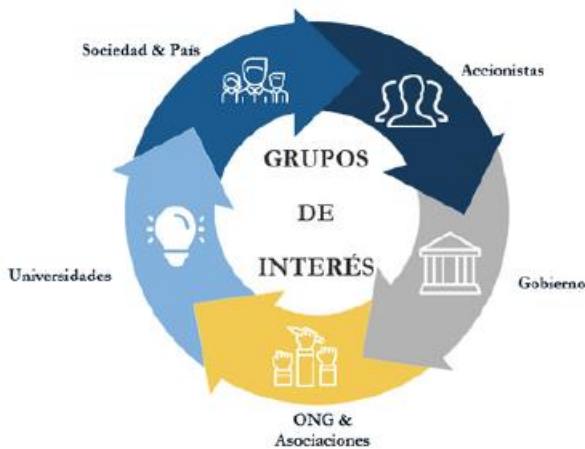 Sociedad & País
Accionistas
GRUPOS
DE
INTERÉS
Universidades
Gobierno
ONG &
Asociaciones